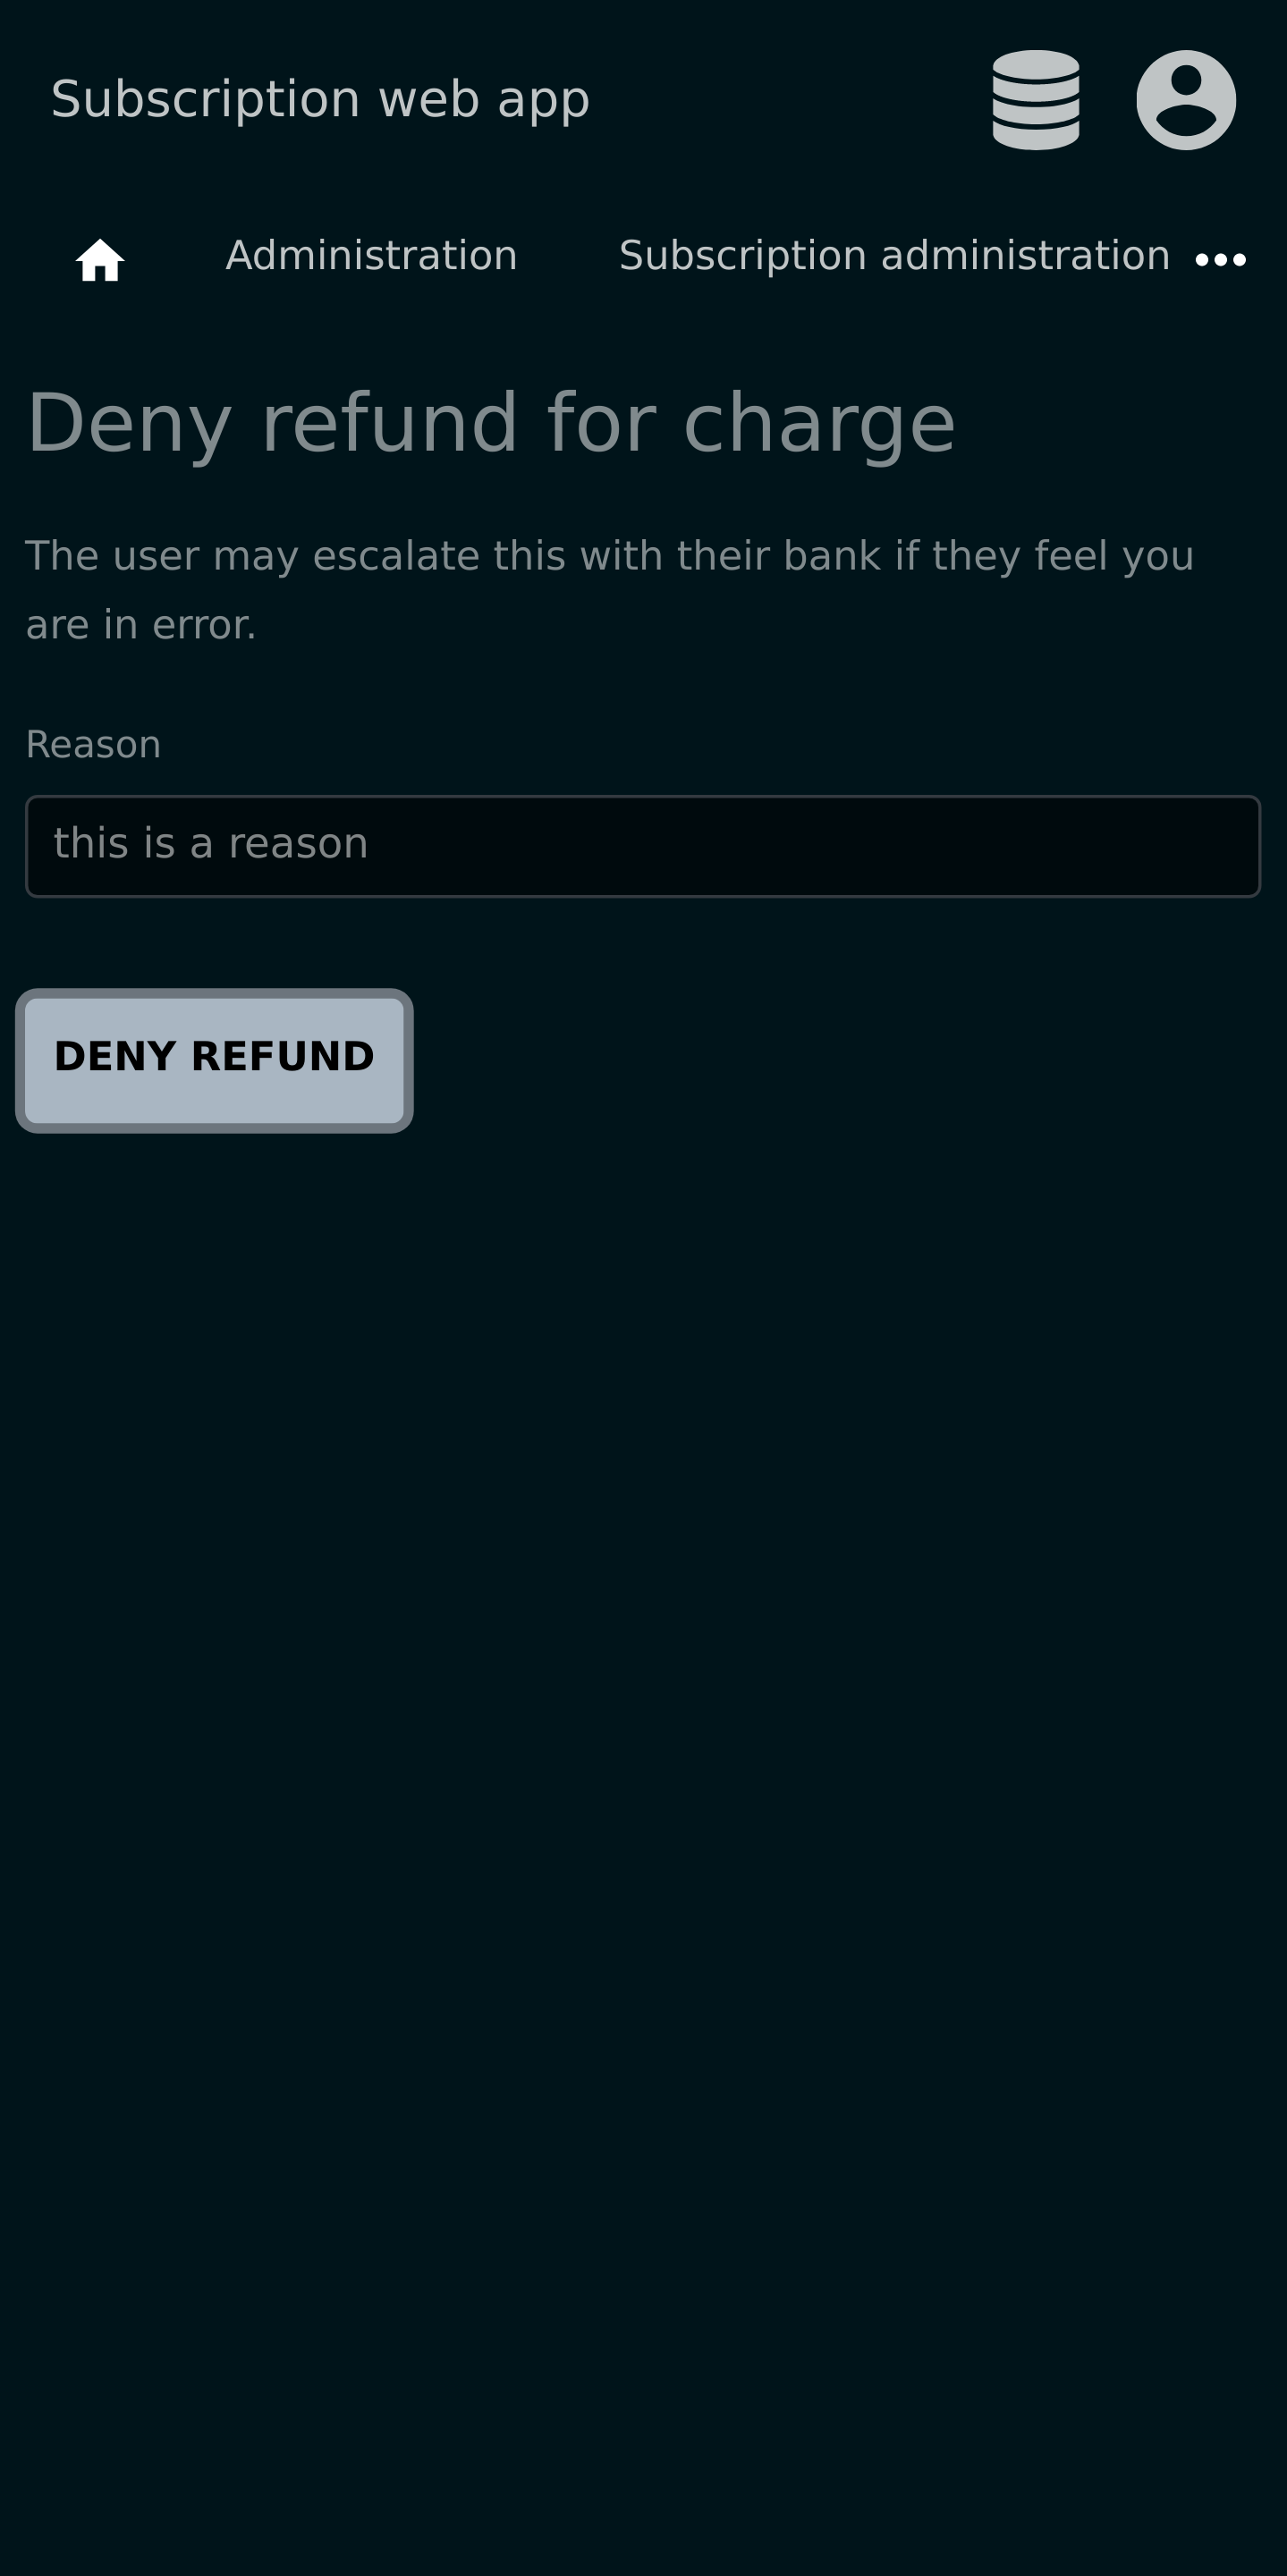 Subscription web app
Administration Subscription administration
Deny refund for charge
The user may escalate this with their bank if they feel you
are in error.
Reason
this is a reason
DENY REFUND